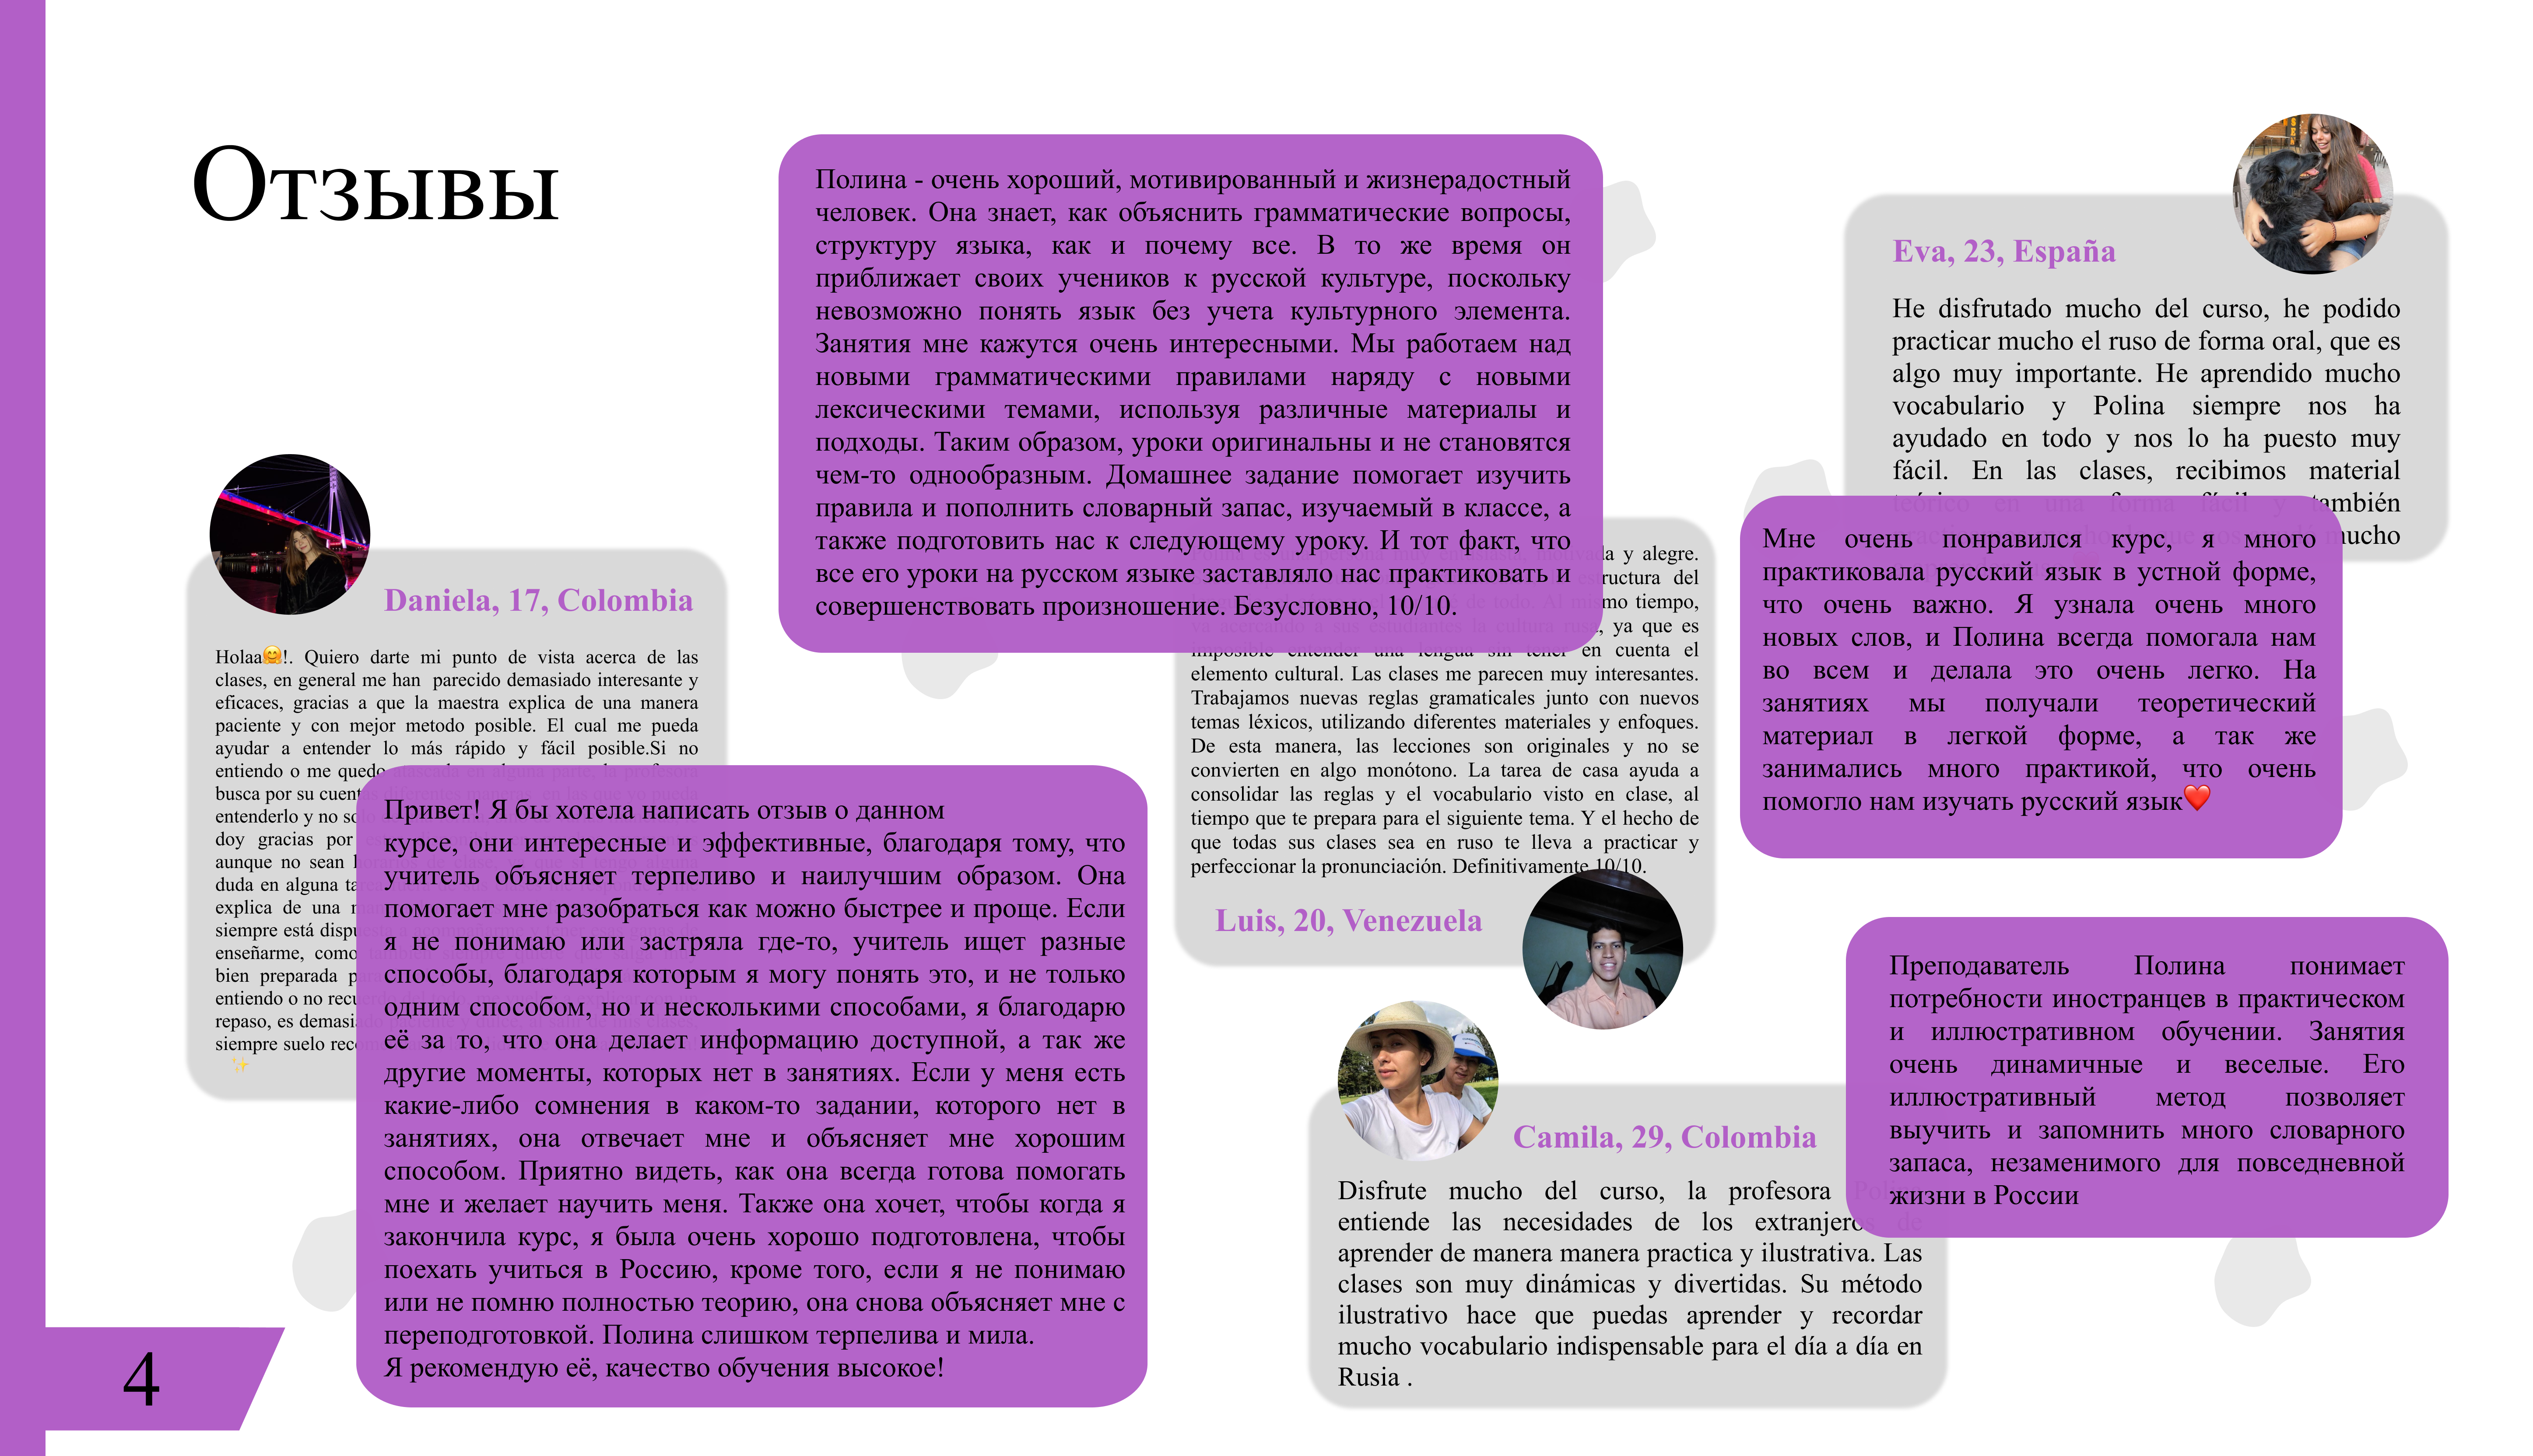 Отзывы
Полина - очень хороший, мотивированный и жизнерадостный
человек. Она знает, как объяснить грамматические вопросы,
структуру языка, как и почему все. В то же время он
приближает своих учеников к русской культуре, поскольку
невозможно понять язык без учета культурного элемента.
Занятия мне кажутся очень интересными. Мы работаем над
новыми грамматическими правилами наряду с новыми
лексическими темами, используя различные материалы и
подходы. Таким образом, уроки оригинальны и не становятся
чем-то однообразным. Домашнее задание помогает изучить
правила и пополнить словарный запас, изучаемый в классе, а
также подготовить нас к следующему уроку. И тот факт, что
все его уроки на русском языке заставляло нас практиковать и
совершенствовать произношение. Безусловно, 10/10.
Eva, 23, España
He disfrutado mucho del curso, he podido
practicar mucho el ruso de forma oral, que es
algo muy importante. He aprendido mucho
vocabulario y Polina siempre nos ha
ayudado en todo y nos lo ha puesto muy
fácil. En las clases, recibimos material
teórico en una forma fácil y también
mucho
Мне очень понравился курс, я много
практиковала русский язык в устной форме,
что очень важно. Я узнала очень много
новых слов, и Полина всегда помогала нам
во всем и делала это очень легко. На
занятиях мы получали теоретический
материал в легкой форме, а так же
занимались много практикой, что очень
помогло нам изучать русский язык❤️
Daniela, 17, Colombia
Holaa🤗!. Quiero darte mi punto de vista acerca de las
clases, en general me han parecido demasiado interesante y
eficaces, gracias a que la maestra explica de una manera
paciente y con mejor metodo posible. El cual me pueda
ayudar a entender lo más rápido y fácil posible.Si no
entiendo o me quedo atascada en alguna parte, la profesora
busca por su cuenta diferentes maneras, en las que yo pueda
entenderlo y no
doy gracias por
aunque no sean
duda en alguna
explica de una
siempre está
enseñarme, como
bien preparada
entiendo o no
repaso, es
siempre suelo
✨
Привет! Я бы хотела написать отзыв о данном
курсе, они интересные и эффективные, благодаря тому, что
учитель объясняет терпеливо и наилучшим образом. Она
помогает мне разобраться как можно быстрее и проще. Если
я не понимаю или застряла где-то, учитель ищет разные
способы, благодаря которым я могу понять это, и не только
одним способом, но и несколькими способами, я благодарю
её за то, что она делает информацию доступной, а так же
другие моменты, которых нет в занятиях. Если у меня есть
какие-либо сомнения в каком-то задании, которого нет в
занятиях, она отвечает мне и объясняет мне хорошим
способом. Приятно видеть, как она всегда готова помогать
мне и желает научить меня. Также она хочет, чтобы когда я
закончила курс, я была очень хорошо подготовлена, чтобы
поехать учиться в Россию, кроме того, если я не понимаю
или не помню полностью теорию, она снова объясняет мне с
переподготовкой. Полина слишком терпелива и мила.
Я рекомендую её, качество обучения высокое!
y alegre.
estructura del
de todo. Al mismo tiempo,
va acercando a sus estudiantes la cultura rusa, ya que es
imposible entender una lengua sin tener en cuenta el
elemento cultural. Las clases me parecen muy interesantes.
Trabajamos nuevas reglas gramaticales junto con nuevos
temas léxicos, utilizando diferentes materiales y enfoques.
De esta manera, las lecciones son originales y no se
convierten en algo monótono. La tarea de casa ayuda a
consolidar las reglas y el vocabulario visto en clase, al
tiempo que te prepara para el siguiente tema. Y el hecho de
que todas sus clases sea en ruso te lleva a practicar y
perfeccionar la pronunciación. Definitivamente 10/10.
Luis, 20, Venezuela
Camila, 29, Colombia
Disfrute mucho del curso, la profesora Polina
entiende las necesidades de los extranjeros de
aprender de manera manera practica y ilustrativa. Las
clases son muy dinámicas y divertidas. Su método
ilustrativo hace que puedas aprender y recordar
mucho vocabulario indispensable para el día a día en
Rusia .
Преподаватель Полина понимает
потребности иностранцев в практическом
и иллюстративном обучении. Занятия
очень динамичные и веселые. Его
иллюстративный метод позволяет
выучить и запомнить много словарного
запаса, незаменимого для повседневной
жизни в России
4